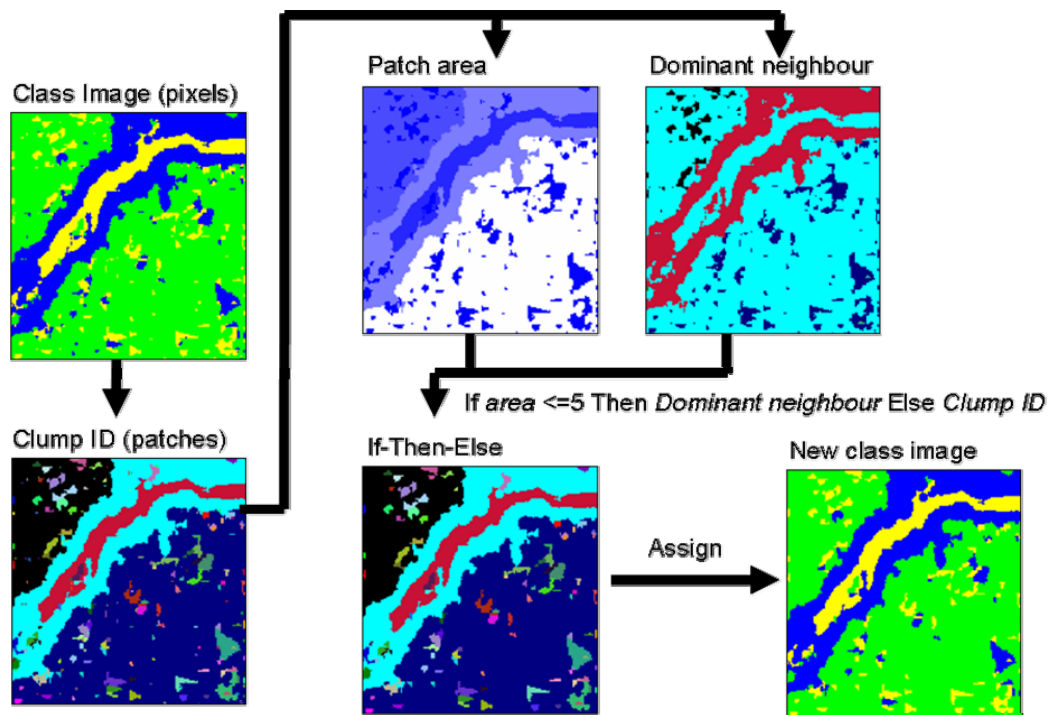 Patch area
Dominant neighbour
Class Image (pixels)
If area <=5 Then Dominant neighbour Else Clump ID
Clump ID (patches)
If-Then-Else
New class image
Assign